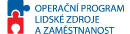 OPERAČNÍ PROGRAM
LIDSKÉ ZDROJE
A ZAMĚSTNANOST